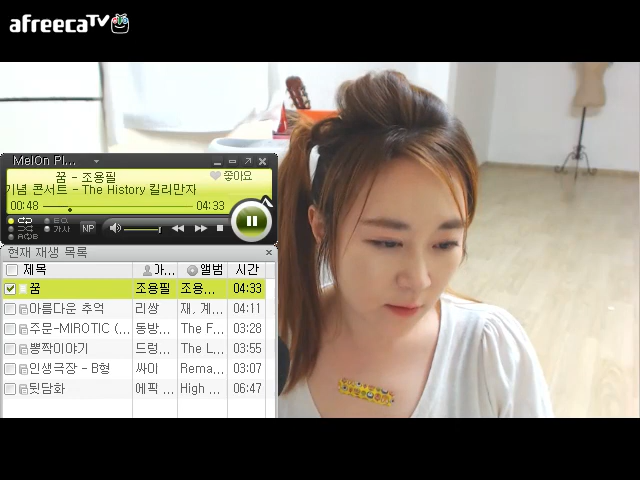 afreecaTV
MelOn Pl...
꿈 - 조용필
좋아요
기념 콘서트 - The History 킬리만자
00:48
04:33
E.Q.
가사
NP
현재 재생 목록
제목 가... 앨범 시간
꿈 조용필 조용... 04:33
아름다운 추억 리쌍 재, 계... 04:11
주문-MIROTIC (... 동방... The F... 03:28
뽕짝이야기 드렁... The L... 03:55
인생극장 - B형 싸이 Rema... 03:07
뒷담화 에픽 ... High ... 06:47